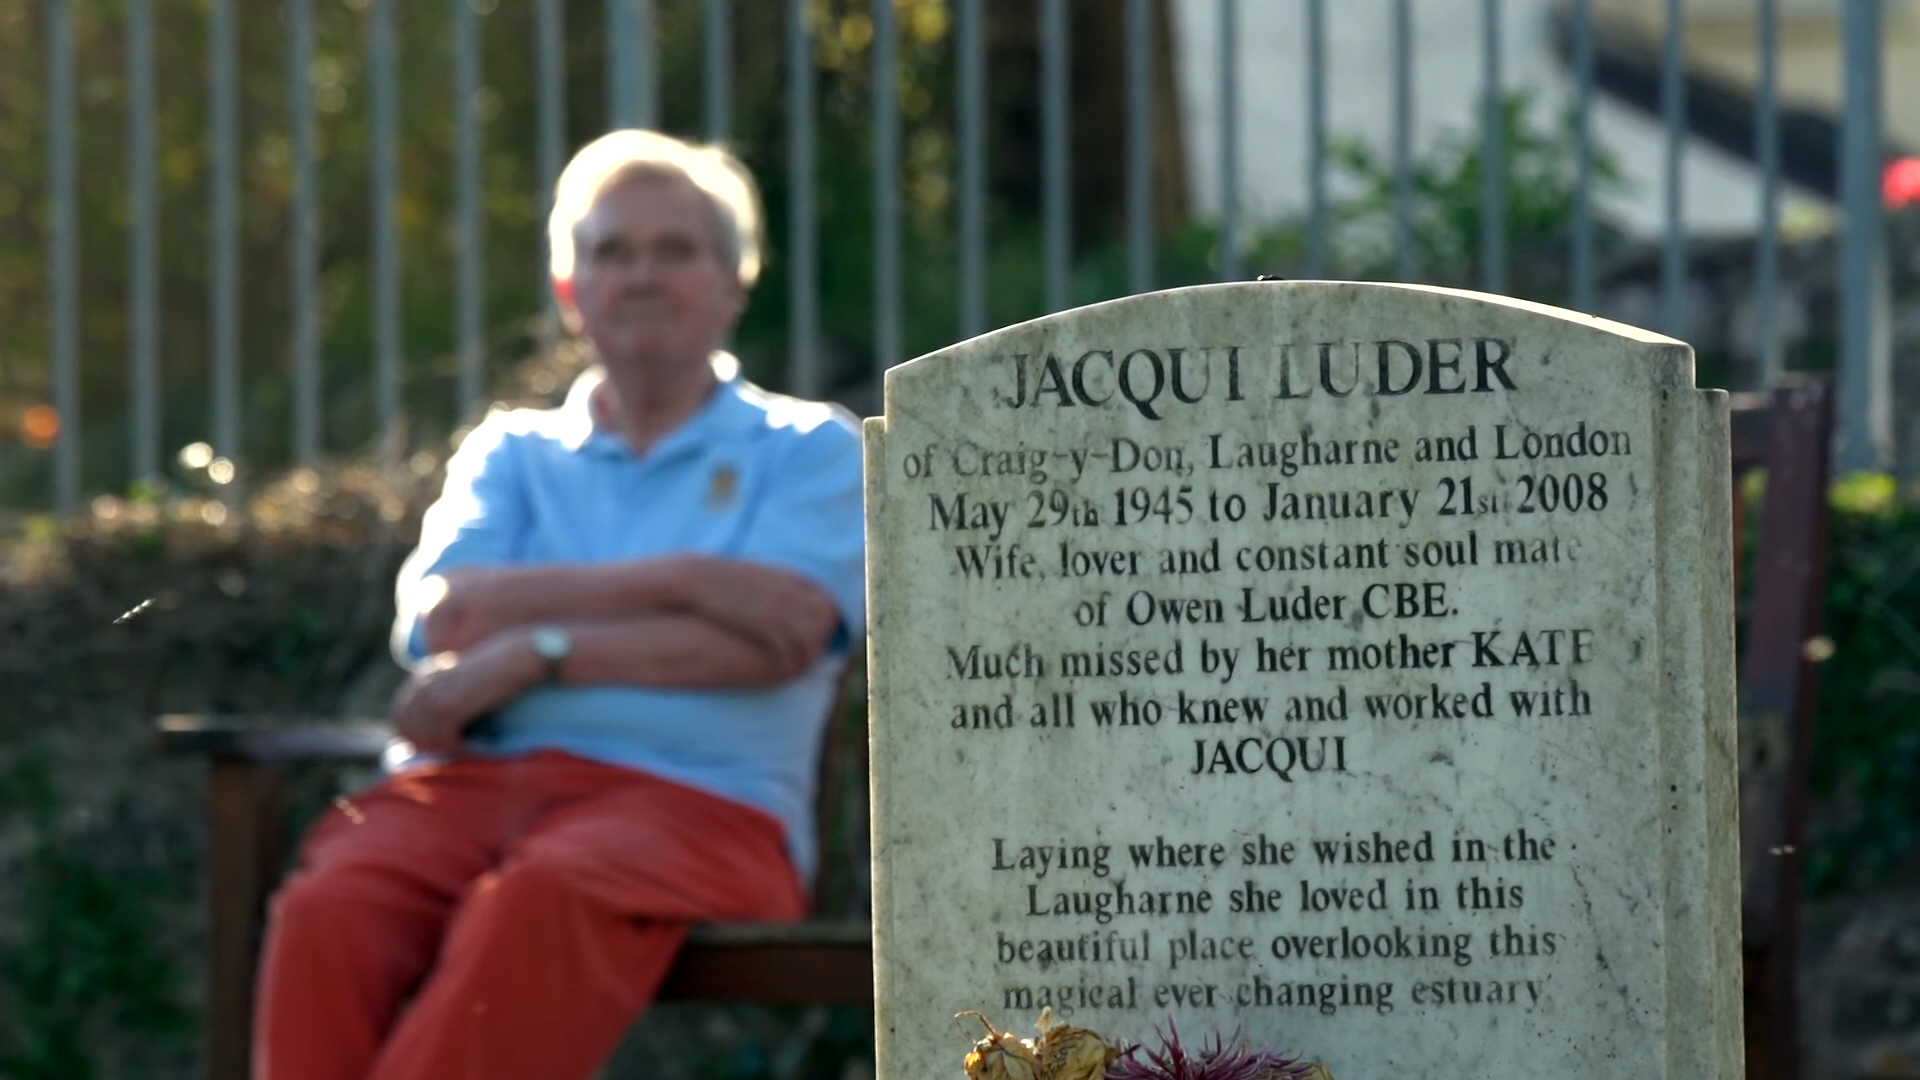 JACQUI LUDER
of Craig-y-Don, Laugharne and London
May 29th 1945 to January 21st 2008
Wife, lover and constant soul mate
of Owen Luder CBE.
Much missed by her mother KATE
and all who knew and worked with
JACQUI
Laying where she wished in the
Laugharne she loved in this
beautiful place overlooking this
magical ever changing estuary